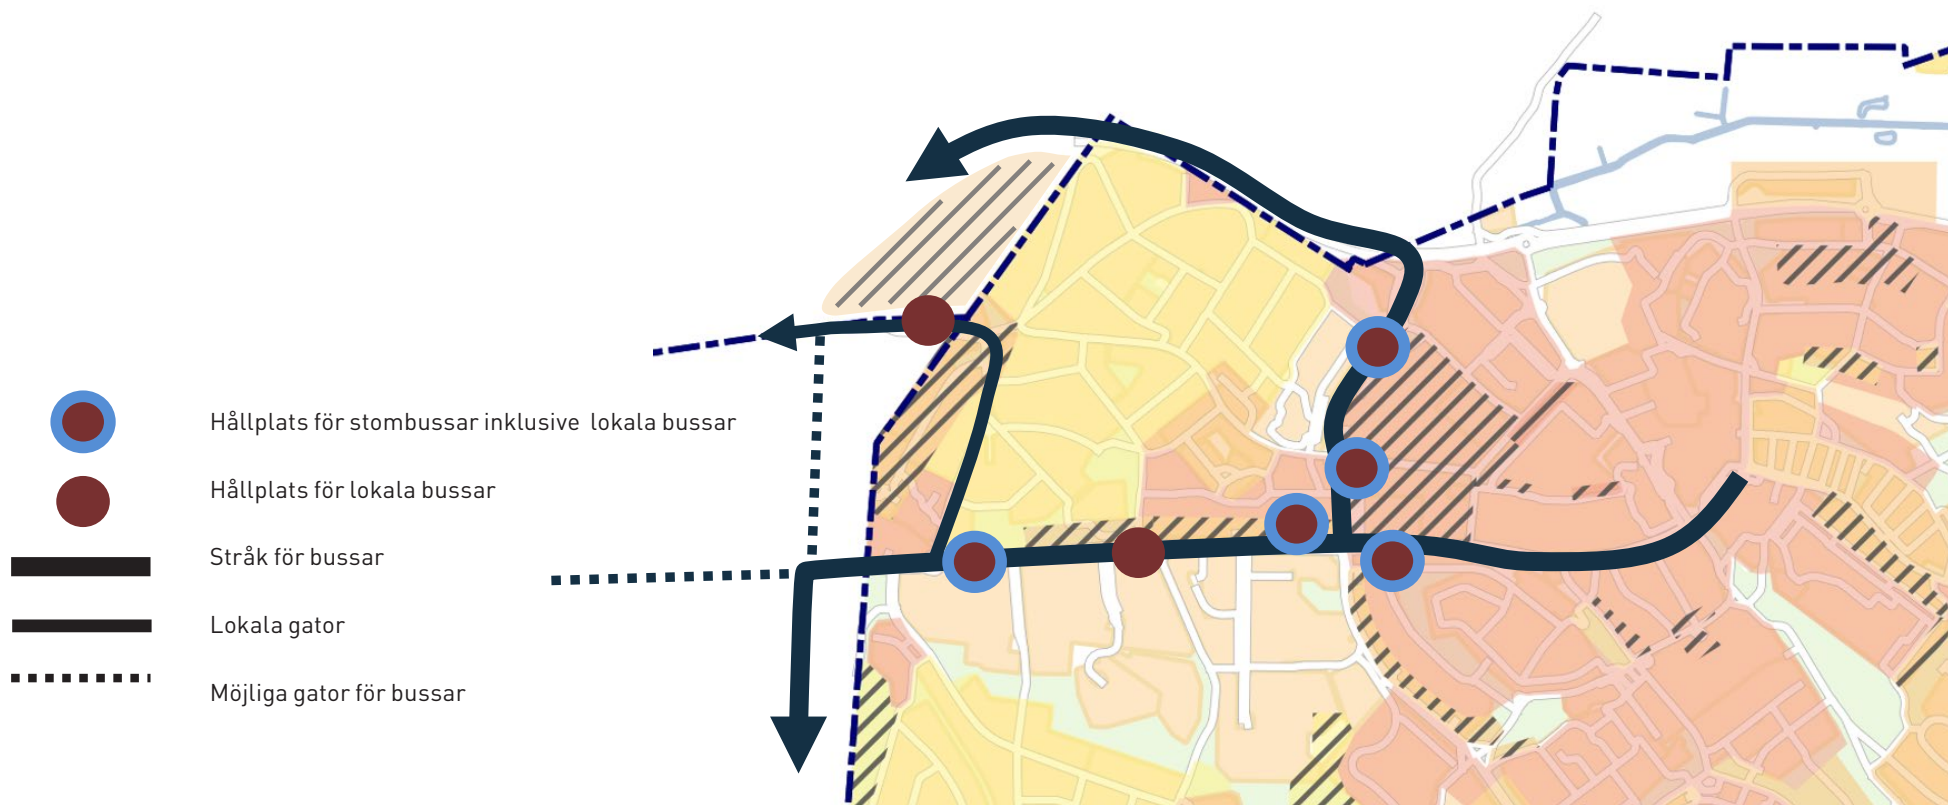 Hållplats för stombussar inklusive lokala bussar
Hållplats för lokala bussar
Stråk för bussar
Lokala gator
Möjliga gator för bussar